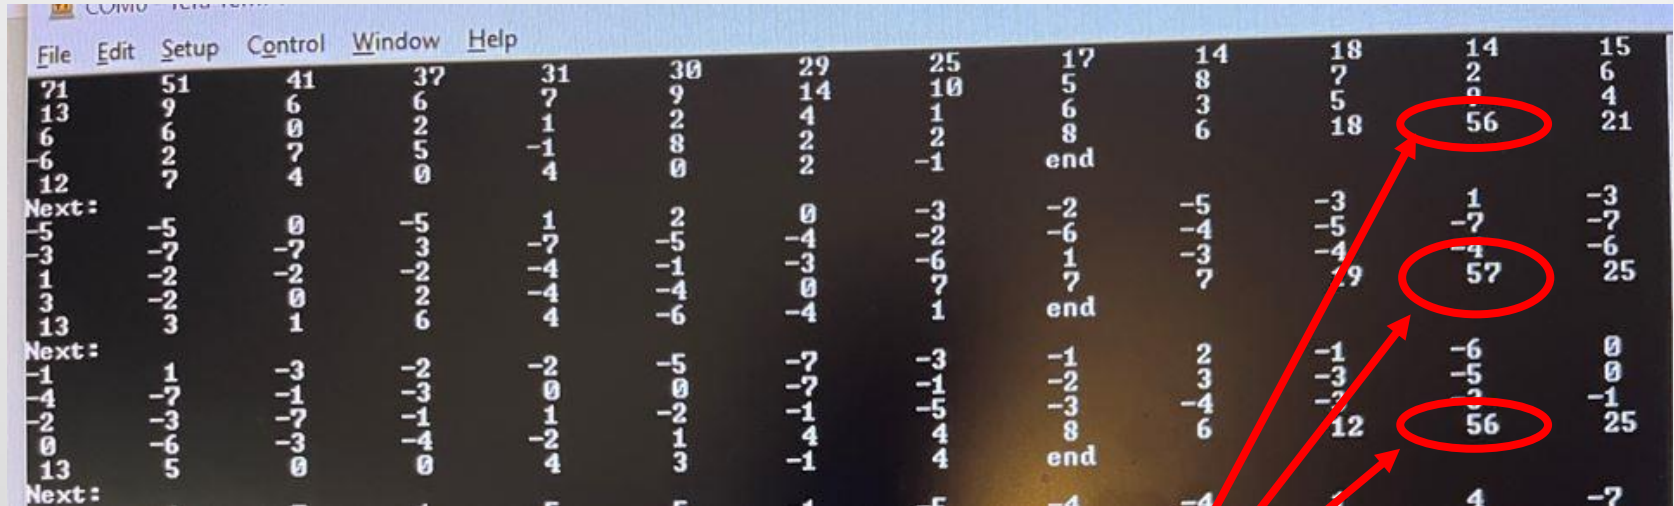 File Edit Setup Control Window Help
71 51 41 37 31 30 29 25 17 14 18 14 15
13 9 6 6 7 9 14 10 5 8 7 2 6
6 6 0 2 1 2 4 1 6 3 5 4
-6 2 7 5 -1 8 2 2 8 6 18 56 21
12 7 4 0 4 0 2 -1 end
Next:
-5 -5 0 -5 1 2 0 -3 -2 -5 -3 1 -3
-3 -7 -7 3 -7 -5 -4 -2 -6 -4 -5 -7 -7
1 -2 -2 -2 -4 -1 -3 -6 1 -3 -4 -4 -6
3 -2 0 2 -4 -4 0 7 7 7 19 57 25
13 3 1 6 4 -6 -4 1 end
Next:
-1 1 -3 -2 -2 -5 -7 -3 -1 2 -1 -6 0
-4 -7 -1 -3 0 0 -7 -1 -2 3 -3 -5 0
-2 -3 -7 -1 1 -2 -1 -5 -3 -4 -3 -1
0 -6 -3 -4 -2 1 4 4 8 6 12 56 25
13 5 0 0 4 3 -1 4 end
Next:
-4 -4 4 -7